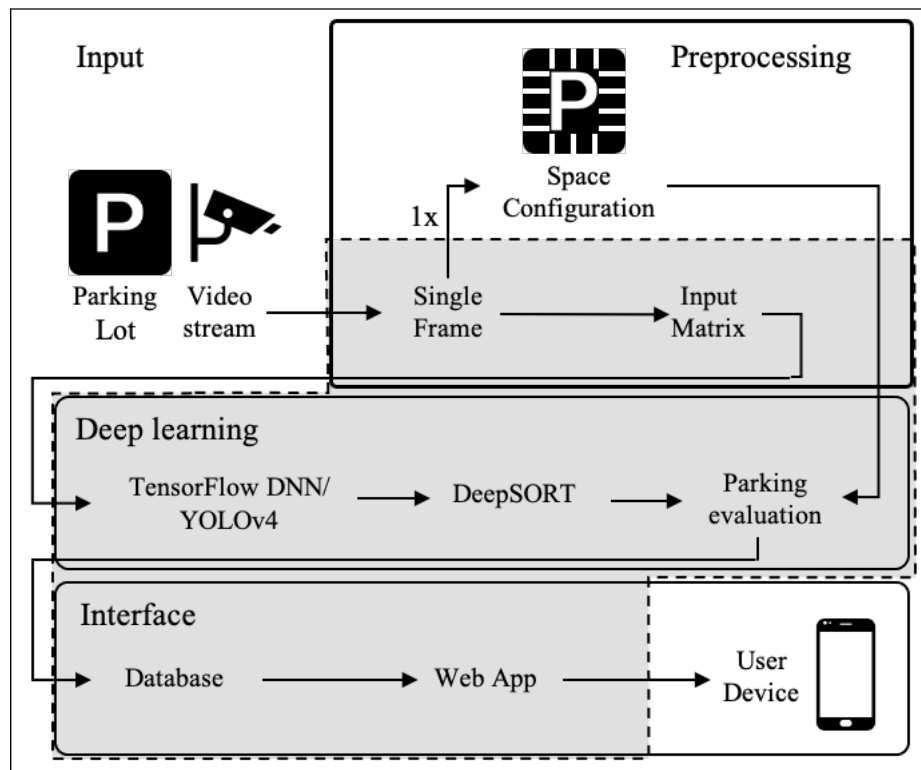 Input
Preprocessing
P
Space
Configuration
P
1x
Parking
Lot
Video
stream
Single
Frame
Input
Matrix
Deep learning
TensorFlow DNN/
YOLOv4
DeepSORT
Parking
evaluation
Interface
Database
Web App
User
Device